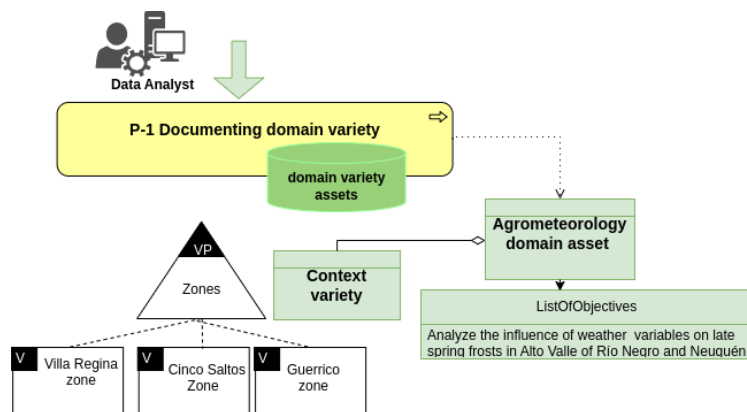 Data Analyst
P-1 Documenting domain variety
domain variety
assets
Agrometeorology
domain asset
VP
Zones
Context
variety
ListOfObjectives
Analyze the influence of weather variables on late
spring frosts in Alto Valle of Río Negro and Neuquén
V
Villa Regina
zone
V
Cinco Saltos
Zone
V
Guerrico
zone